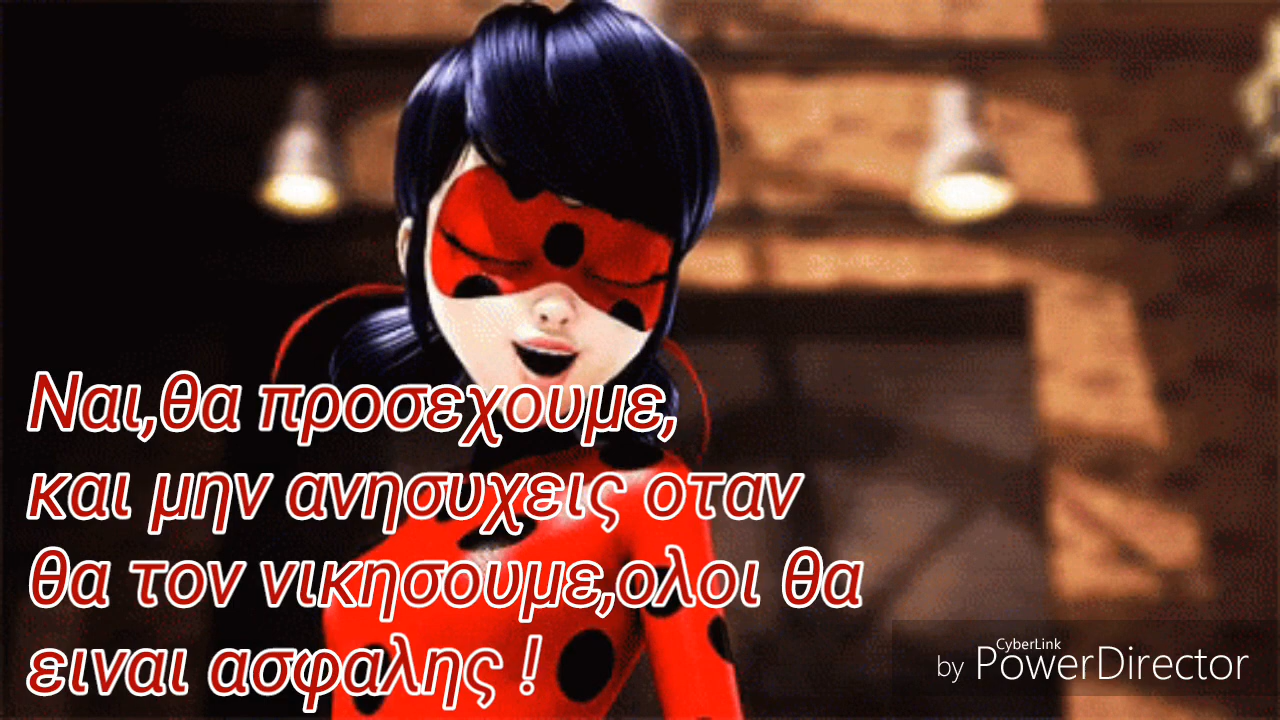 Ναι,θα προσεχουμε,
και μην ανησυχεις οταν
θα τον νικησουμε,ολοι θα
ειναι ασφαλης !
CyberLink
by PowerDirector